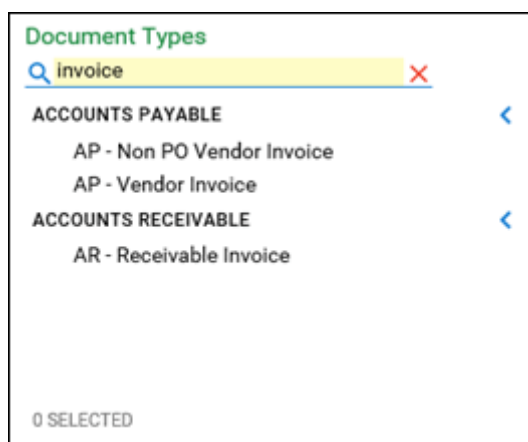 Document Types
invoice
ACCOUNTS PAYABLE
AP - Non PO Vendor Invoice
AP - Vendor Invoice
ACCOUNTS RECEIVABLE
AR - Receivable Invoice
0 SELECTED